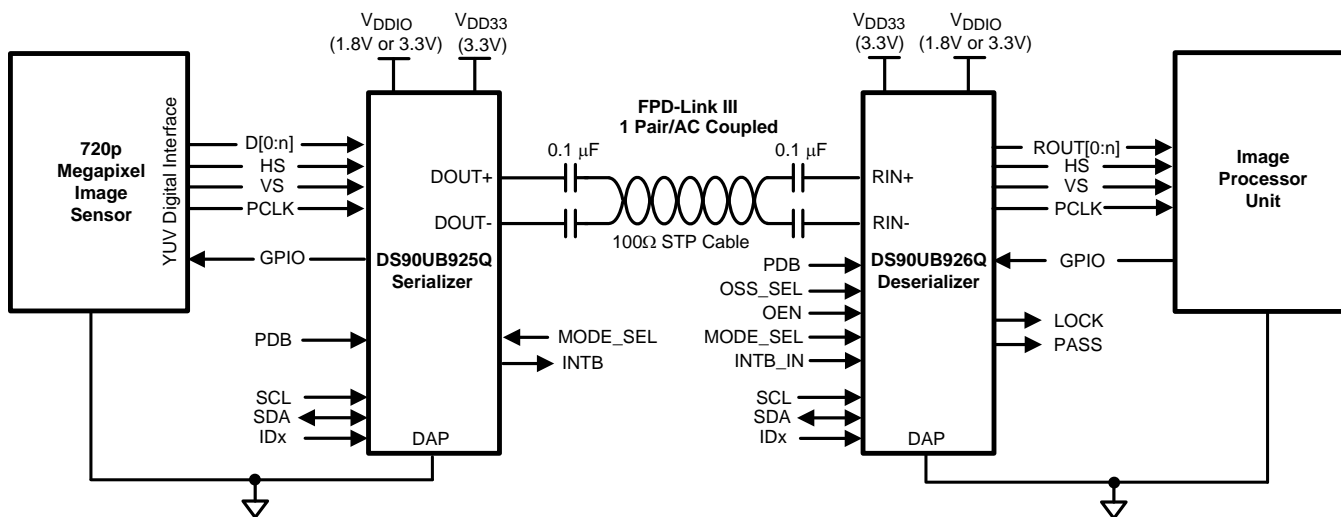 VDDIO
(1.8V or 3.3V)
VDD33
(3.3V)
VDD33
(3.3V)
VDDIO
(1.8V or 3.3V)
720p
Megapixel
Image
Sensor
YUV Digital Interface
D[0:n]
HS
VS
PCLK
GPIO
DOUT+
DOUT-
DS90UB925Q
Serializer
PDB
SCL
SDA
IDx
DAP
MODE_SEL
INTB
FPD-Link III
1 Pair/AC Coupled
0.1 μF
0.1 μF
100Ω STP Cable
RIN+
RIN-
DS90UB926Q
Deserializer
PDB
OSS_SEL
OEN
MODE_SEL
INTB_IN
SCL
SDA
IDx
DAP
ROUT[0:n]
HS
VS
PCLK
GPIO
LOCK
PASS
Image
Processor
Unit